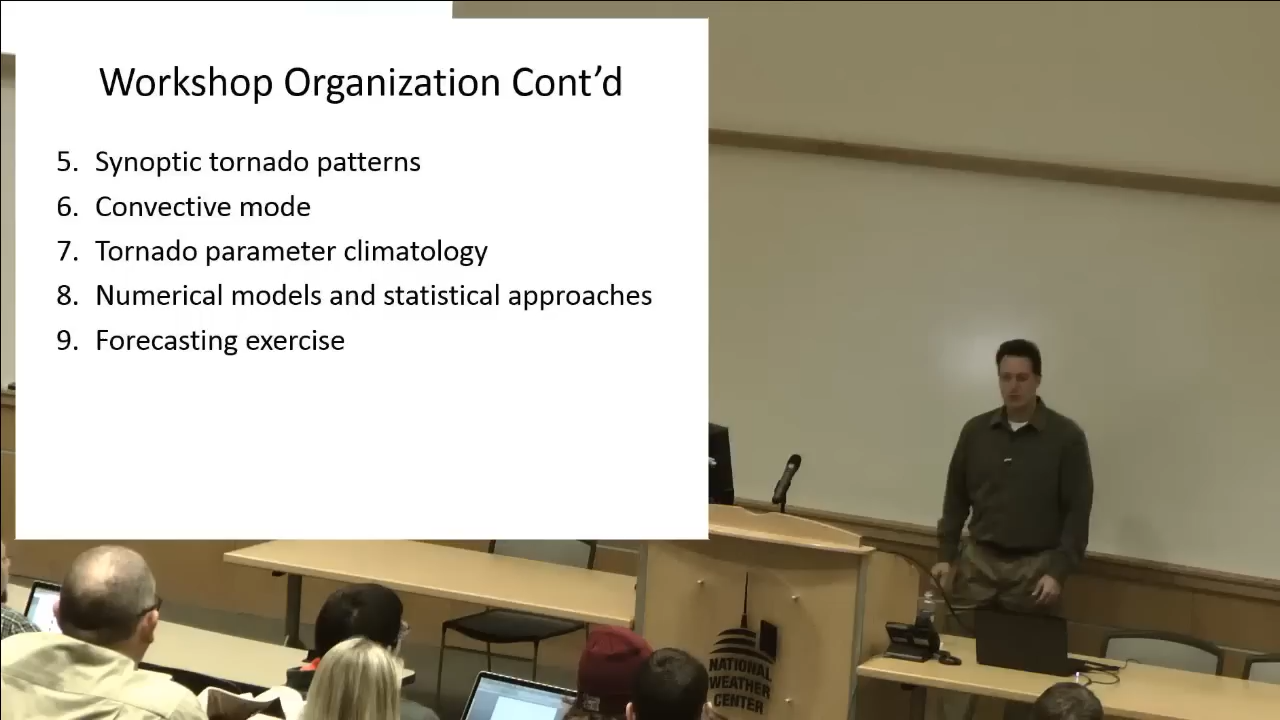 Workshop Organization Cont’d
5. Synoptic tornado patterns
6. Convective mode
7. Tornado parameter climatology
8. Numerical models and statistical approaches
9. Forecasting exercise
NATIONAL
WEATHER
CENTER